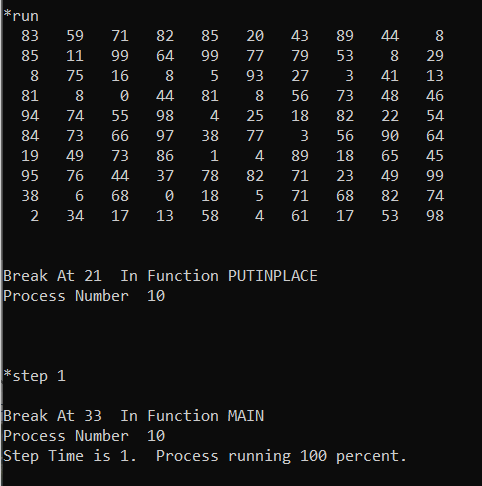 *run
83 59 71 82 85 20 43 89 44 8
85 11 99 64 99 77 79 53 8 29
8 75 16 8 5 93 27 3 41 13
81 8 0 44 81 8 56 73 48 46
94 74 55 98 4 25 18 82 22 54
84 73 66 97 38 77 3 56 90 64
19 49 73 86 1 4 89 18 65 45
95 76 44 37 78 82 71 23 49 99
38 6 68 0 18 5 71 68 82 74
2 34 17 13 58 4 61 17 53 98
Break At 21  In Function PUTINPLACE
Process Number  10
*step 1
Break At 33  In Function MAIN
Process Number  10
Step Time is 1.  Process running 100 percent.